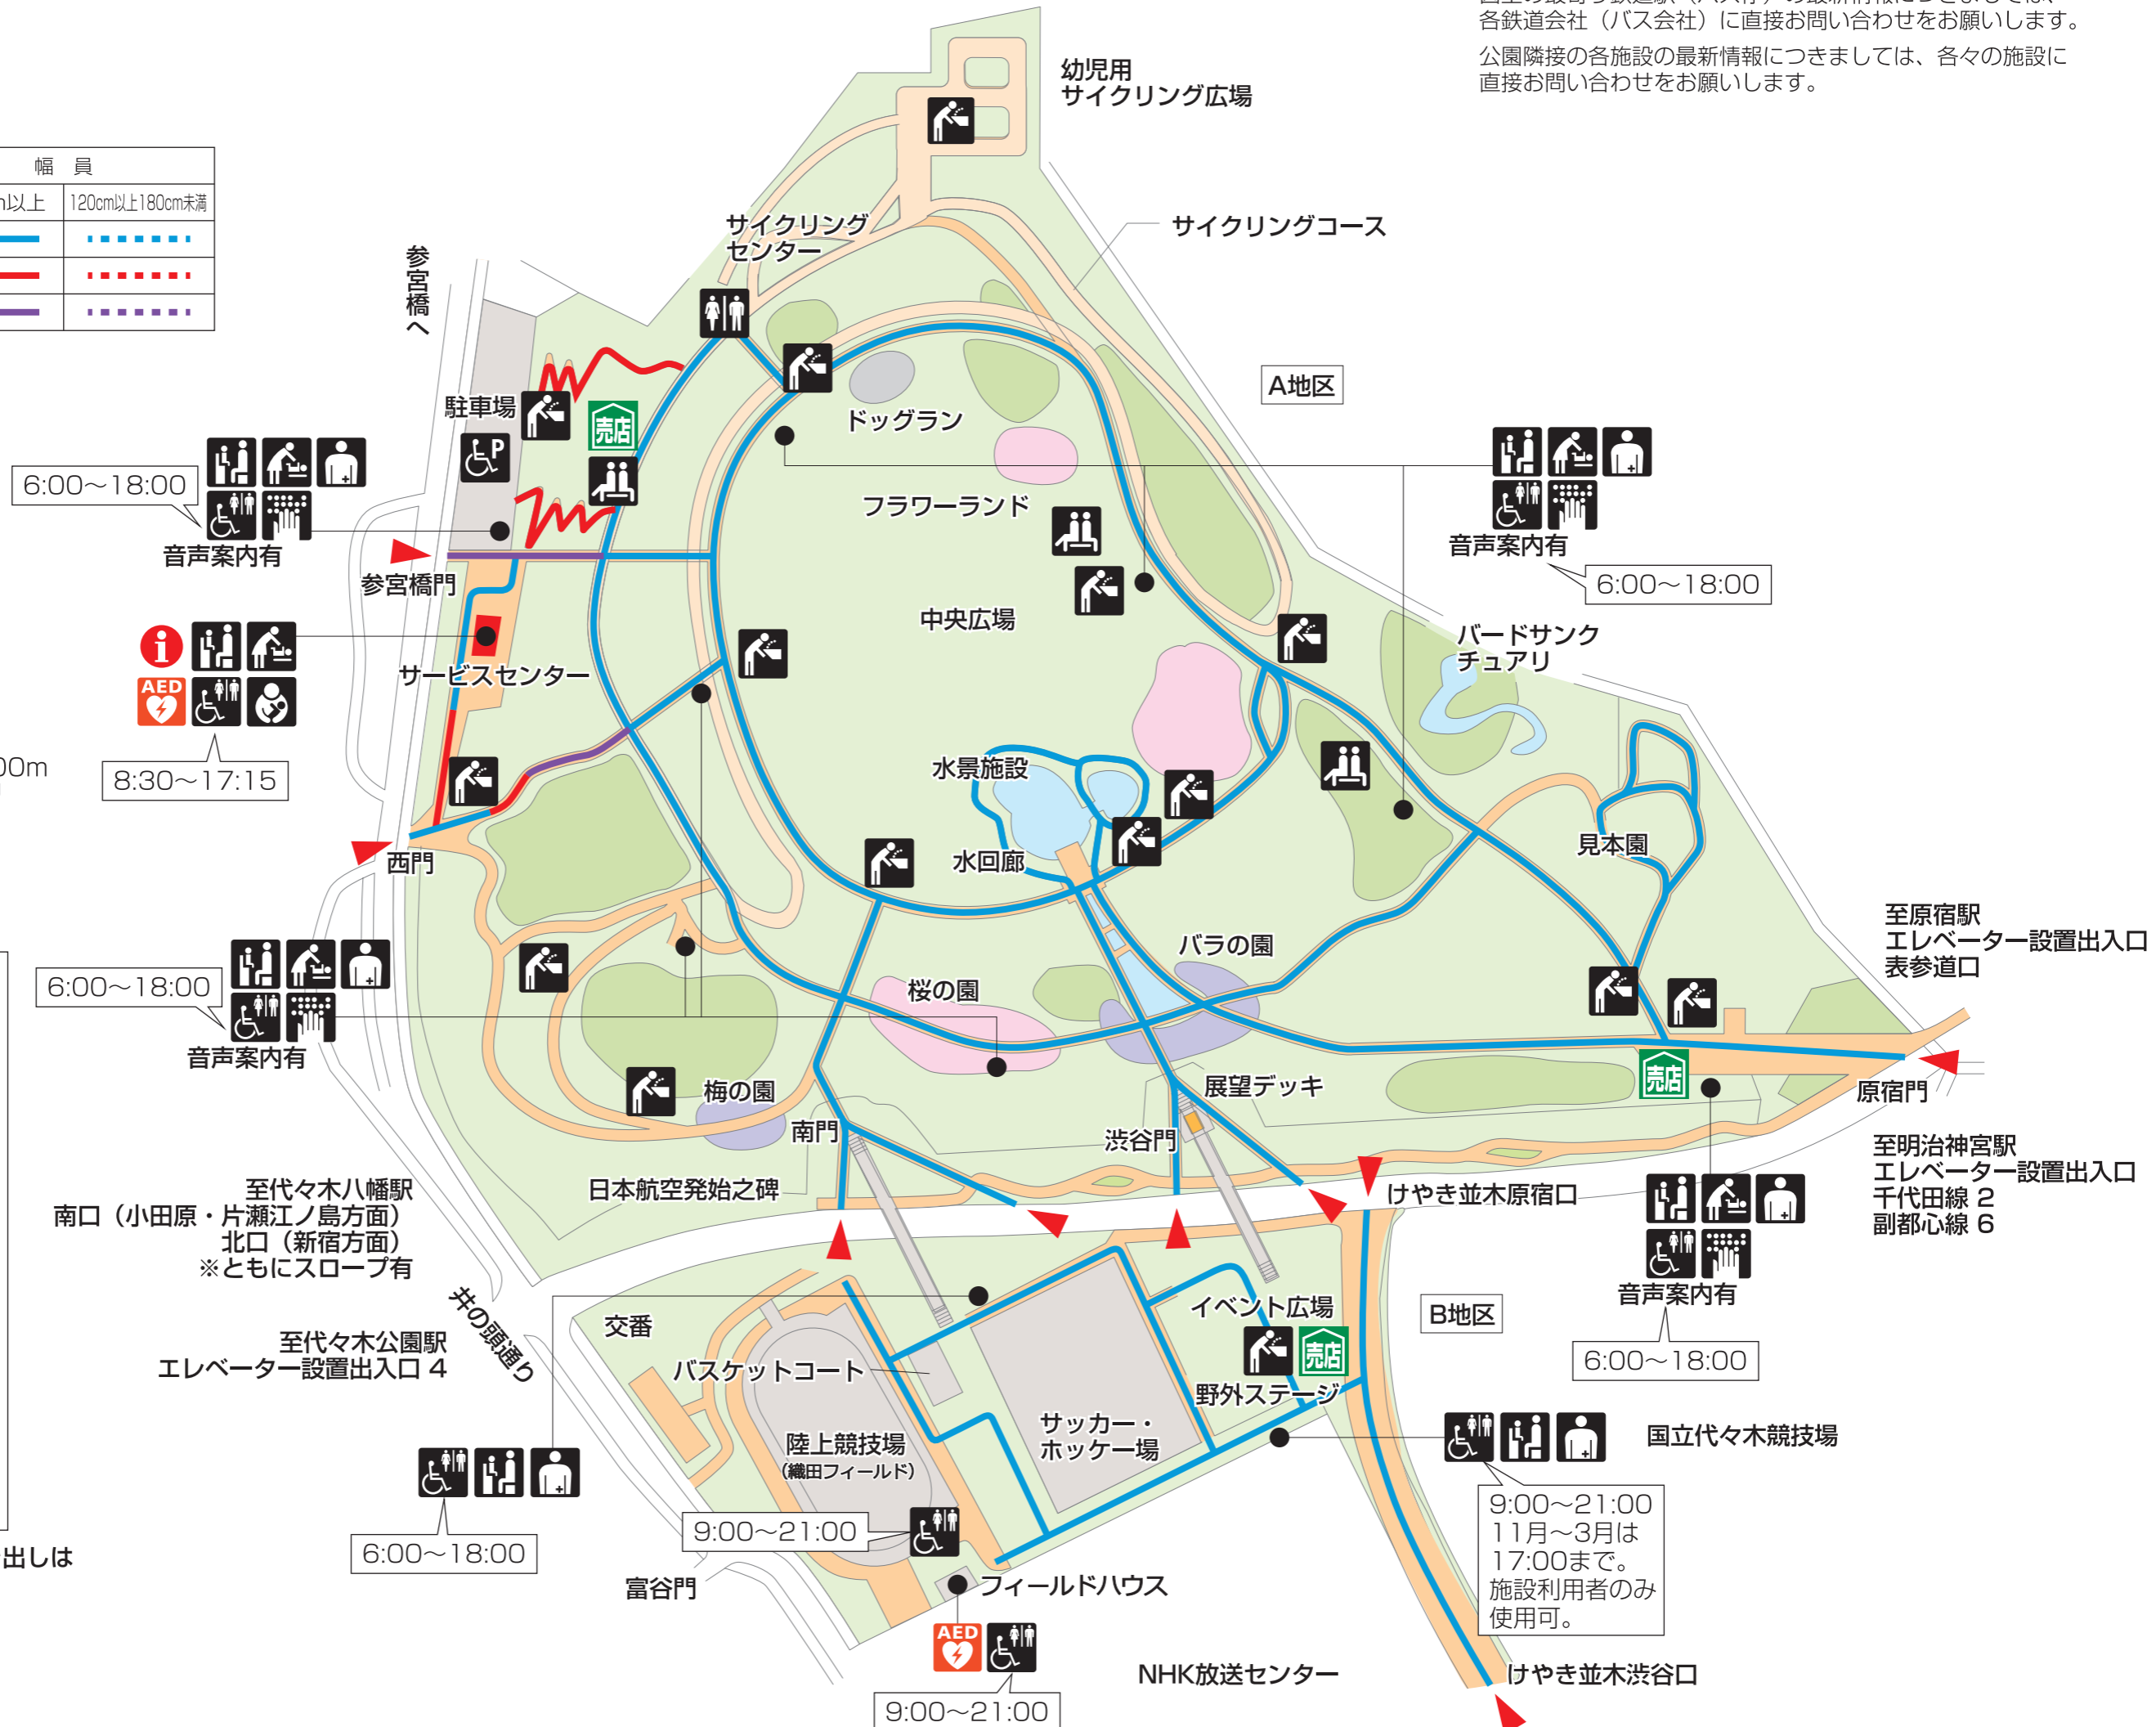 各鉄道会社（バス会社）に直接お問い合わせをお願いします。
公園隣接の各施設の最新情報につきましては、各々の施設に
直接お問い合わせをお願いします。
幅 員
以上
120cm以上180cm未満
幼児用
サイクリング広場
サイクリング
センター
サイクリングコース
参宮橋へ
A地区
駐車場
P
売店
ドッグラン
フラワーランド
6:00～18:00
音声案内有
参宮橋門
音声案内有
6:00～18:00
中央広場
バードサンク
チュアリ
i
AED
サービスセンター
8:30～17:15
00m
水景施設
水回廊
見本園
西門
至原宿駅
エレベーター設置出入口
表参道口
バラの園
桜の園
6:00～18:00
音声案内有
梅の園
展望デッキ
売店
原宿門
南門
渋谷門
日本航空発始之碑
けやき並木原宿口
至明治神宮駅
エレベーター設置出入口
千代田線 2
副都心線 6
至代々木八幡駅
南口（小田原・片瀬江ノ島方面）
北口（新宿方面）
※ともにスロープ有
音声案内有
6:00～18:00
井の頭通り
交番
イベント広場
B地区
至代々木公園駅
エレベーター設置出入口 4
バスケットコート
売店
野外ステージ
サッカー・
ホッケー場
陸上競技場
（織田フィールド）
国立代々木競技場
6:00～18:00
9:00～21:00
9:00～21:00
11月～3月は
17:00まで。
施設利用者のみ
使用可。
出しは
富谷門
フィールドハウス
AED
9:00～21:00
NHK放送センター
けやき並木渋谷口